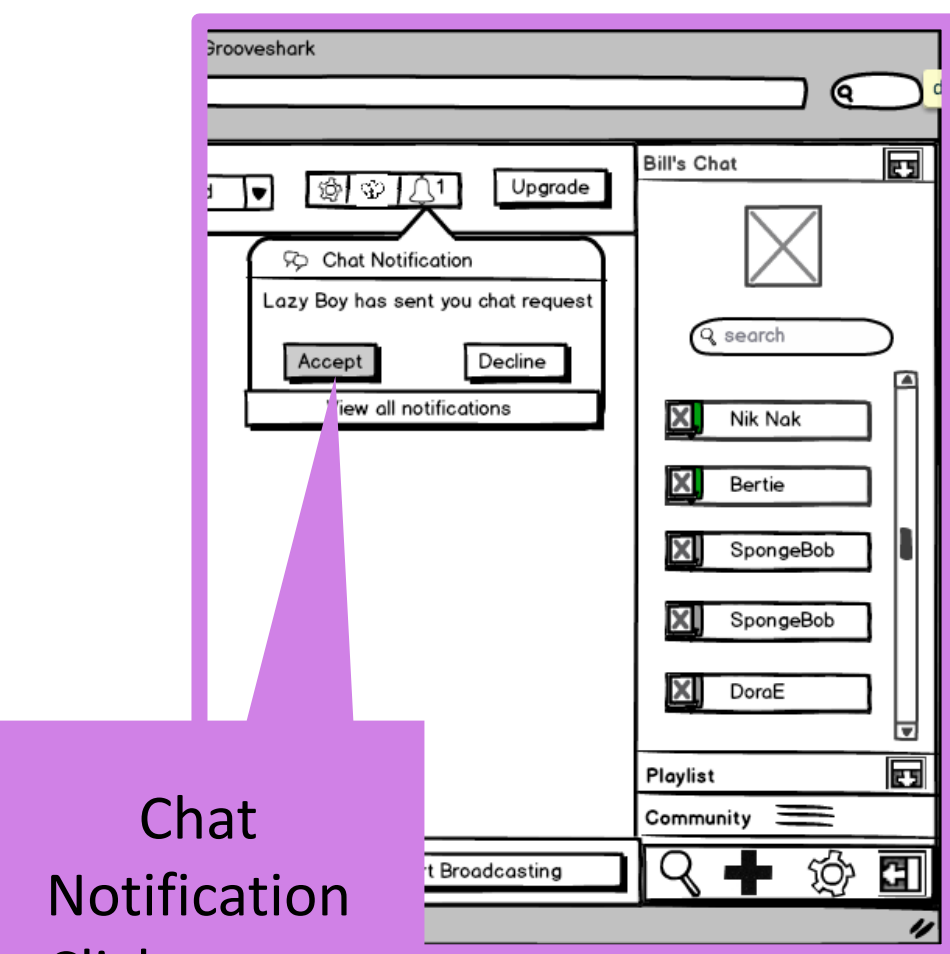 Grooveshark
d
d
1
Upgrade
Bill's Chat
Chat Notification
Lazy Boy has sent you chat request
Accept
Decline
View all notifications
search
Nik Nak
Bertie
SpongeBob
SpongeBob
DoraE
Playlist
Community
rt Broadcasting
Chat
Notification